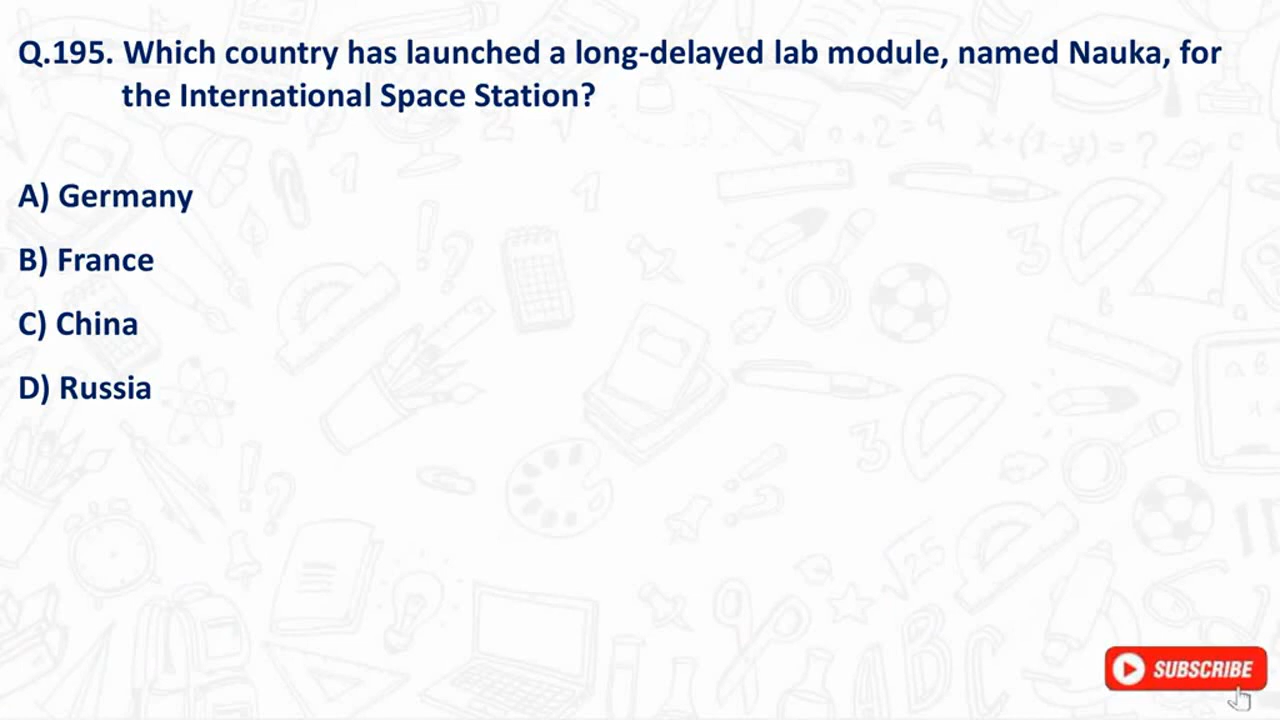 Q.195. Which country has launched a long-delayed lab module, named Nauka, for
the International Space Station?
A) Germany
B) France
C) China
D) Russia
SUBSCRIBE